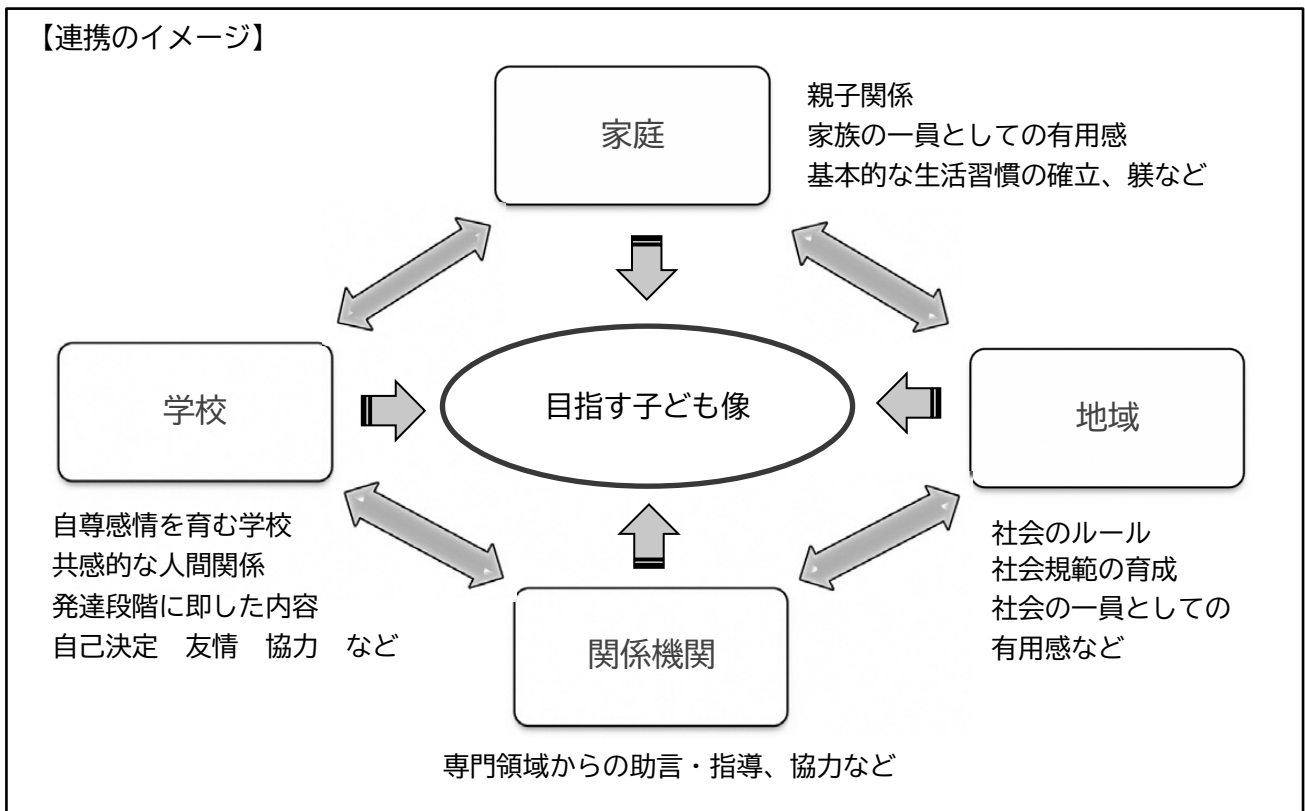 【連携のイメージ】
家庭
親子関係
家族の一員としての有用感
基本的な生活習慣の確立、躾など
学校
目指す子ども像
地域
自尊感情を育む学校
共感的な人間関係
発達段階に即した内容
自己決定　友情　協力　など
関係機関
社会のルール
社会規範の育成
社会の一員としての
有用感など
専門領域からの助言・指導、協力など